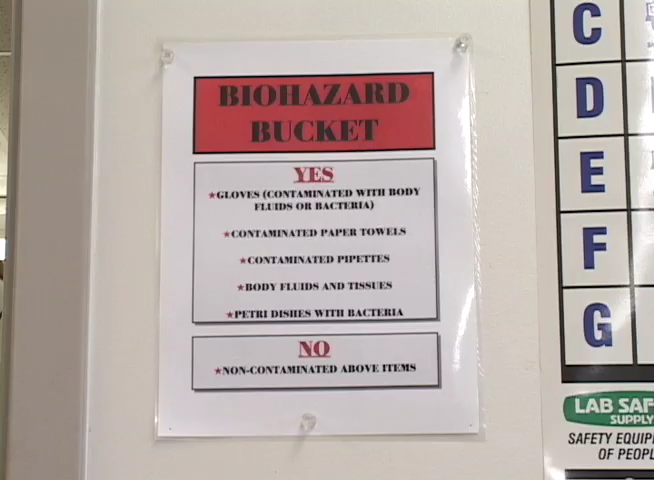 BIOHAZARD
BUCKET
YES
★GLOVES (CONTAMINATED WITH BODY
FLUIDS OR BACTERIA)
★CONTAMINATED PAPER TOWELS
★CONTAMINATED PIPETTES
★BODY FLUIDS AND TISSUES
★PETRI DISHES WITH BACTERIA
NO
★NON-CONTAMINATED ABOVE ITEMS
C
D
E
F
G
LAB SAF
SUPPLY
SAFETY EQUIP
OF PEOPL